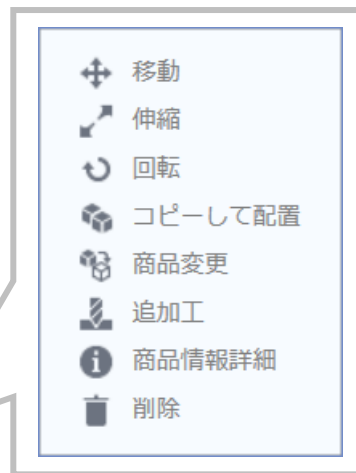 移動
伸縮
回転
コピーして配置
商品変更
追加工
商品情報詳細
削除